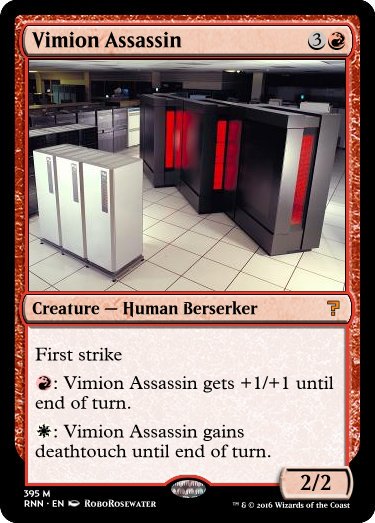 Vimion Assassin 3
Creature — Human Berserker
First strike
: Vimion Assassin gets +1/+1 until
end of turn.
: Vimion Assassin gains
deathtouch until end of turn.
2/2
395 M
RNN • EN RoboRosewater
™ & © 2016 Wizards of the Coast